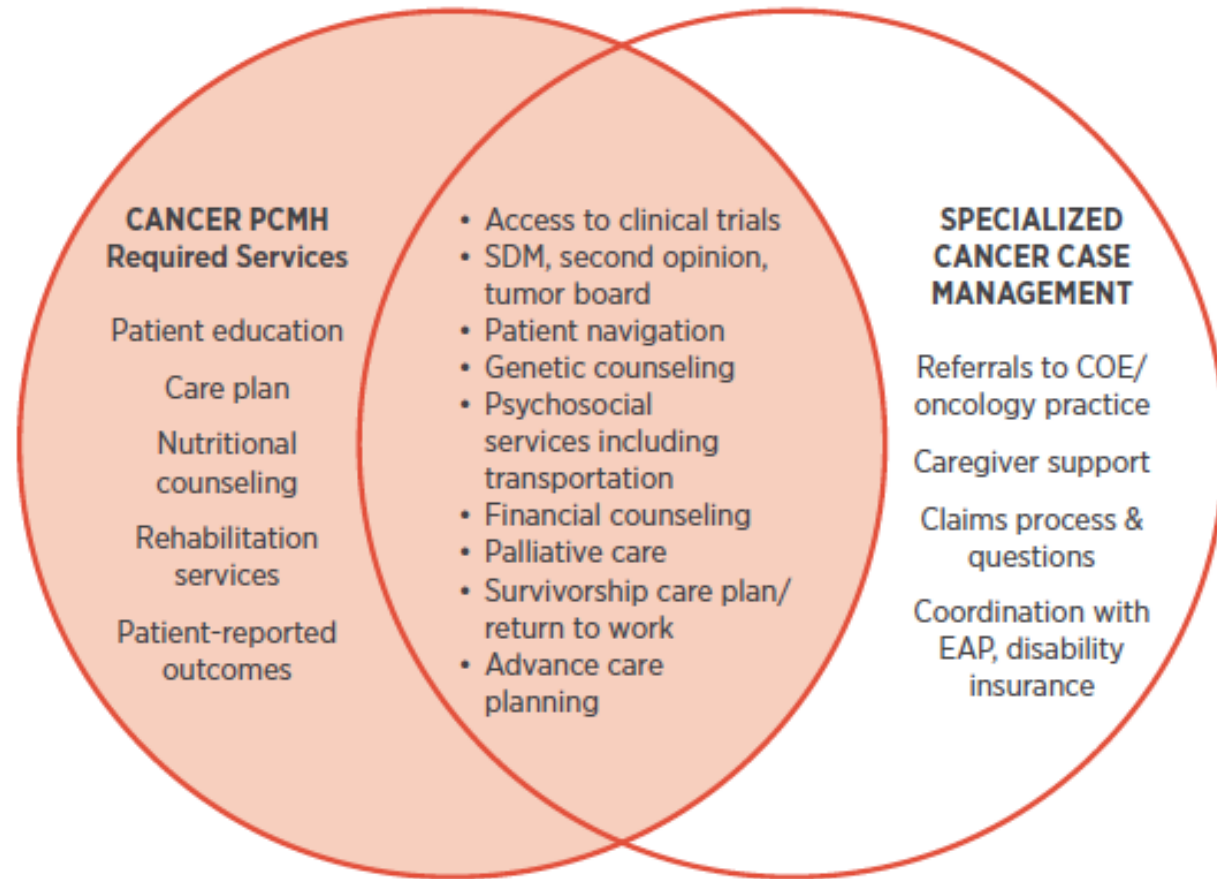 CANCER PCMH
Required Services
Patient education
Care plan
Nutritional
counseling
Rehabilitation
services
Patient-reported
outcomes
• Access to clinical trials
• SDM, second opinion,
tumor board
• Patient navigation
• Genetic counseling
• Psychosocial
services including
transportation
• Financial counseling
• Palliative care
• Survivorship care plan/
return to work
• Advance care
planning
SPECIALIZED
CANCER CASE
MANAGEMENT
Referrals to COE/
oncology practice
Caregiver support
Claims process &
questions
Coordination with
EAP, disability
insurance